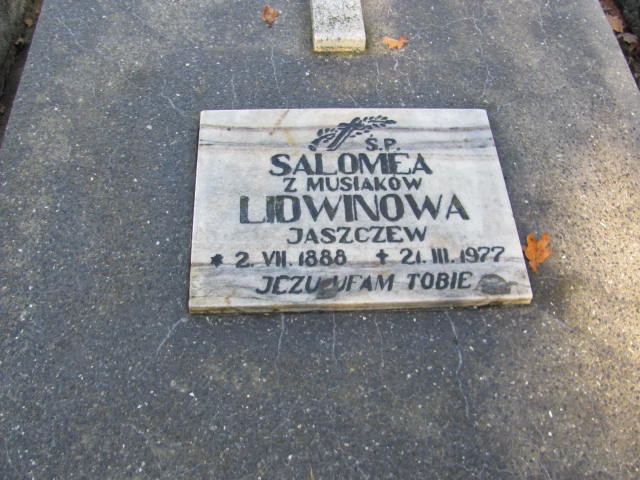 Ś.P.
SALOMEA
Z MUSIAKÓW
LIDWINOWA
JASZCZEW
* 2. VII. 1888 ✝ 21. III. 1977
JEZU UFAM TOBIE